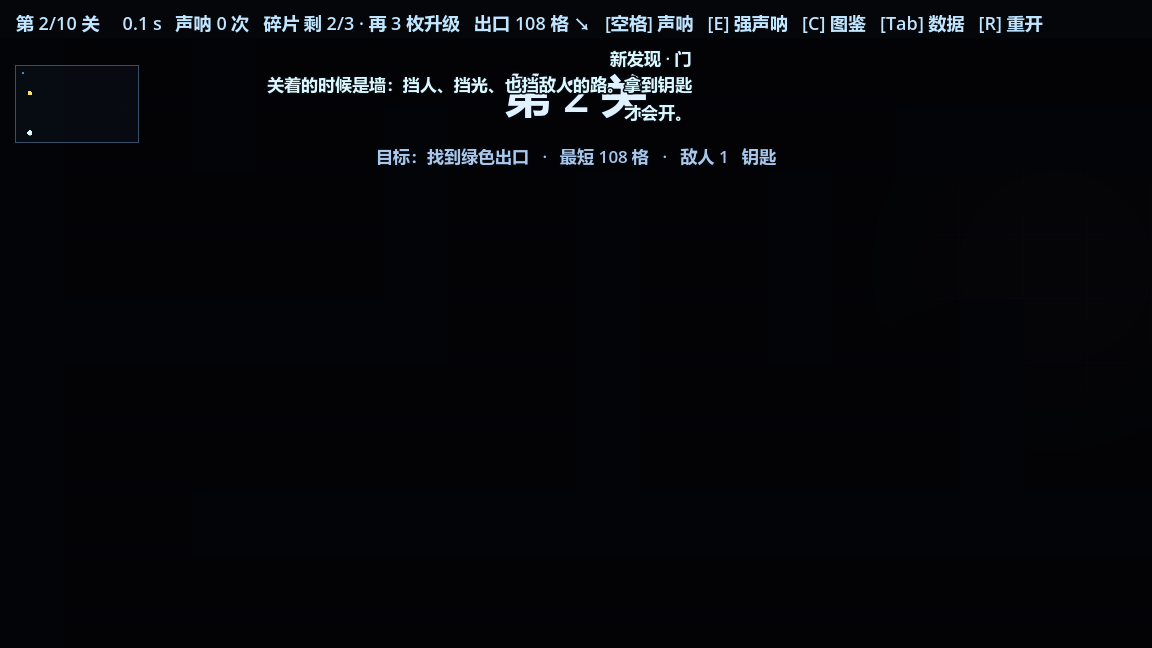 第 2/10 关 0.1 s 声呐 0 次 碎片 剩 2/3 · 再 3 枚升级 出口 108 格 ↘ [空格] 声呐 [E] 强声呐 [C] 图鉴 [Tab] 数据 [R] 重开
新发现 · 门
关着的时候是墙：挡人、挡光、也挡敌人的路。拿到钥匙
才会开。
第 2 关
目标：找到绿色出口 · 最短 108 格 · 敌人 1 钥匙